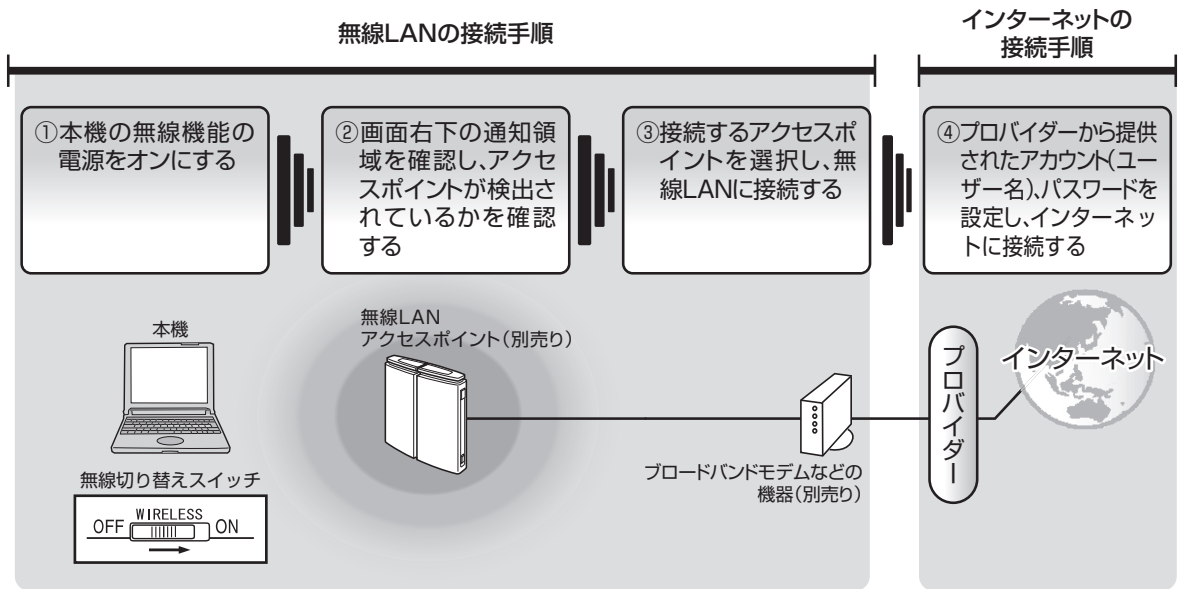 無線LANの接続手順
インターネットの
接続手順
①本機の無線機能の
電源をオンにする
②画面右下の通知領
域を確認し、アクセ
スポイントが検出さ
れているかを確認
する
③接続するアクセスポ
イントを選択し、無
線LANに接続する
④プロバイダーから提供
されたアカウント(ユー
ザー名)、パスワードを
設定し、インターネッ
トに接続する
本機
無線切り替えスイッチ
WIRELESS
OFF ON
無線LAN
アクセスポイント(別売り)
ブロードバンドモデムなどの
機器(別売り)
プロバイダー
インターネット